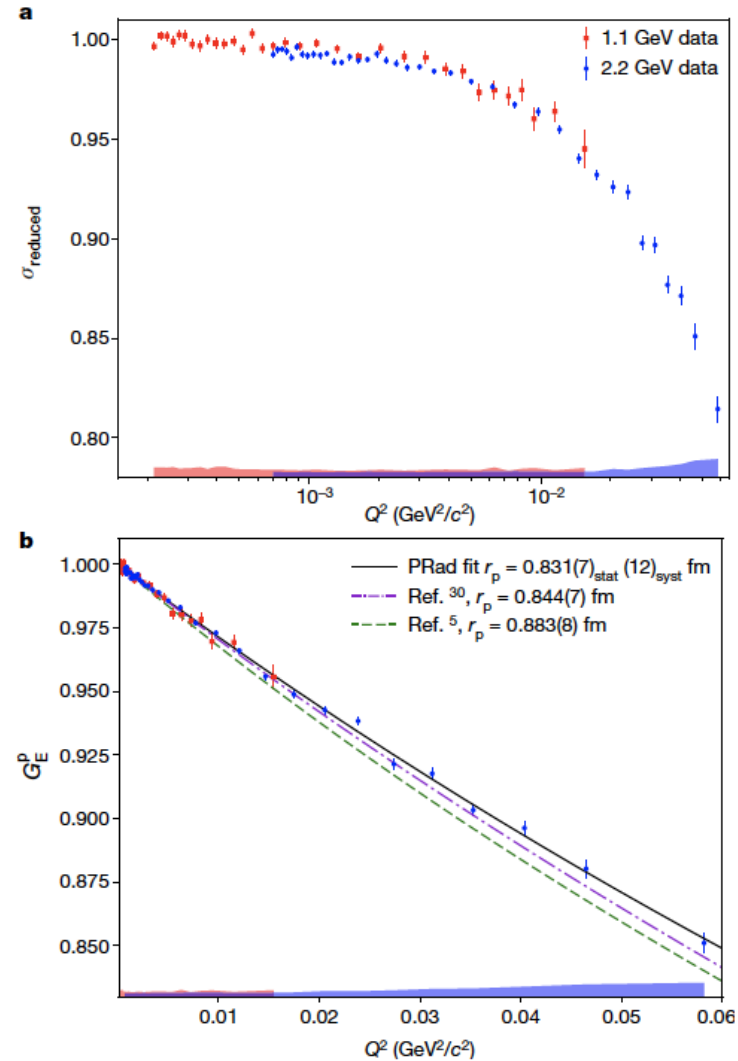 a
1.00
0.95
0.90
0.85
0.80
σreduced
1.1 GeV data
2.2 GeV data
10⁻³
10⁻²
Q² (GeV²/c²)
b
1.000
0.975
0.950
0.925
0.900
0.875
0.850
GᵖE
PRad fit rp = 0.831(7)stat (12)syst fm
Ref. ³⁰, rp = 0.844(7) fm
Ref. ⁵, rp = 0.883(8) fm
0.01 0.02 0.03 0.04 0.05 0.06
Q² (GeV²/c²)